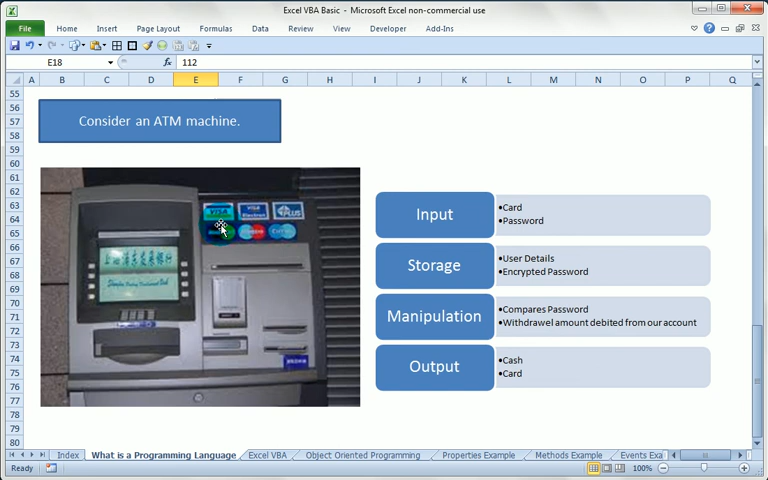 Excel VBA Basic - Microsoft Excel non-commercial use
File Home Insert Page Layout Formulas Data Review View Developer Add-Ins
E18 fx 112
A B C D E F G H I J K L M N O P Q
55
56
57
58
59
60
61
62
63
64
65
66
67
68
69
70
71
72
73
74
75
76
77
78
79
80
Consider an ATM machine.
VISA
VISA Electron
PLUS
Input
•Card
•Password
Storage
•User Details
•Encrypted Password
Manipulation
•Compares Password
•Withdrawel amount debited from our account
Output
•Cash
•Card
Index What is a Programming Language Excel VBA Object Oriented Programming Properties Example Methods Example Events Exa
Ready 100%